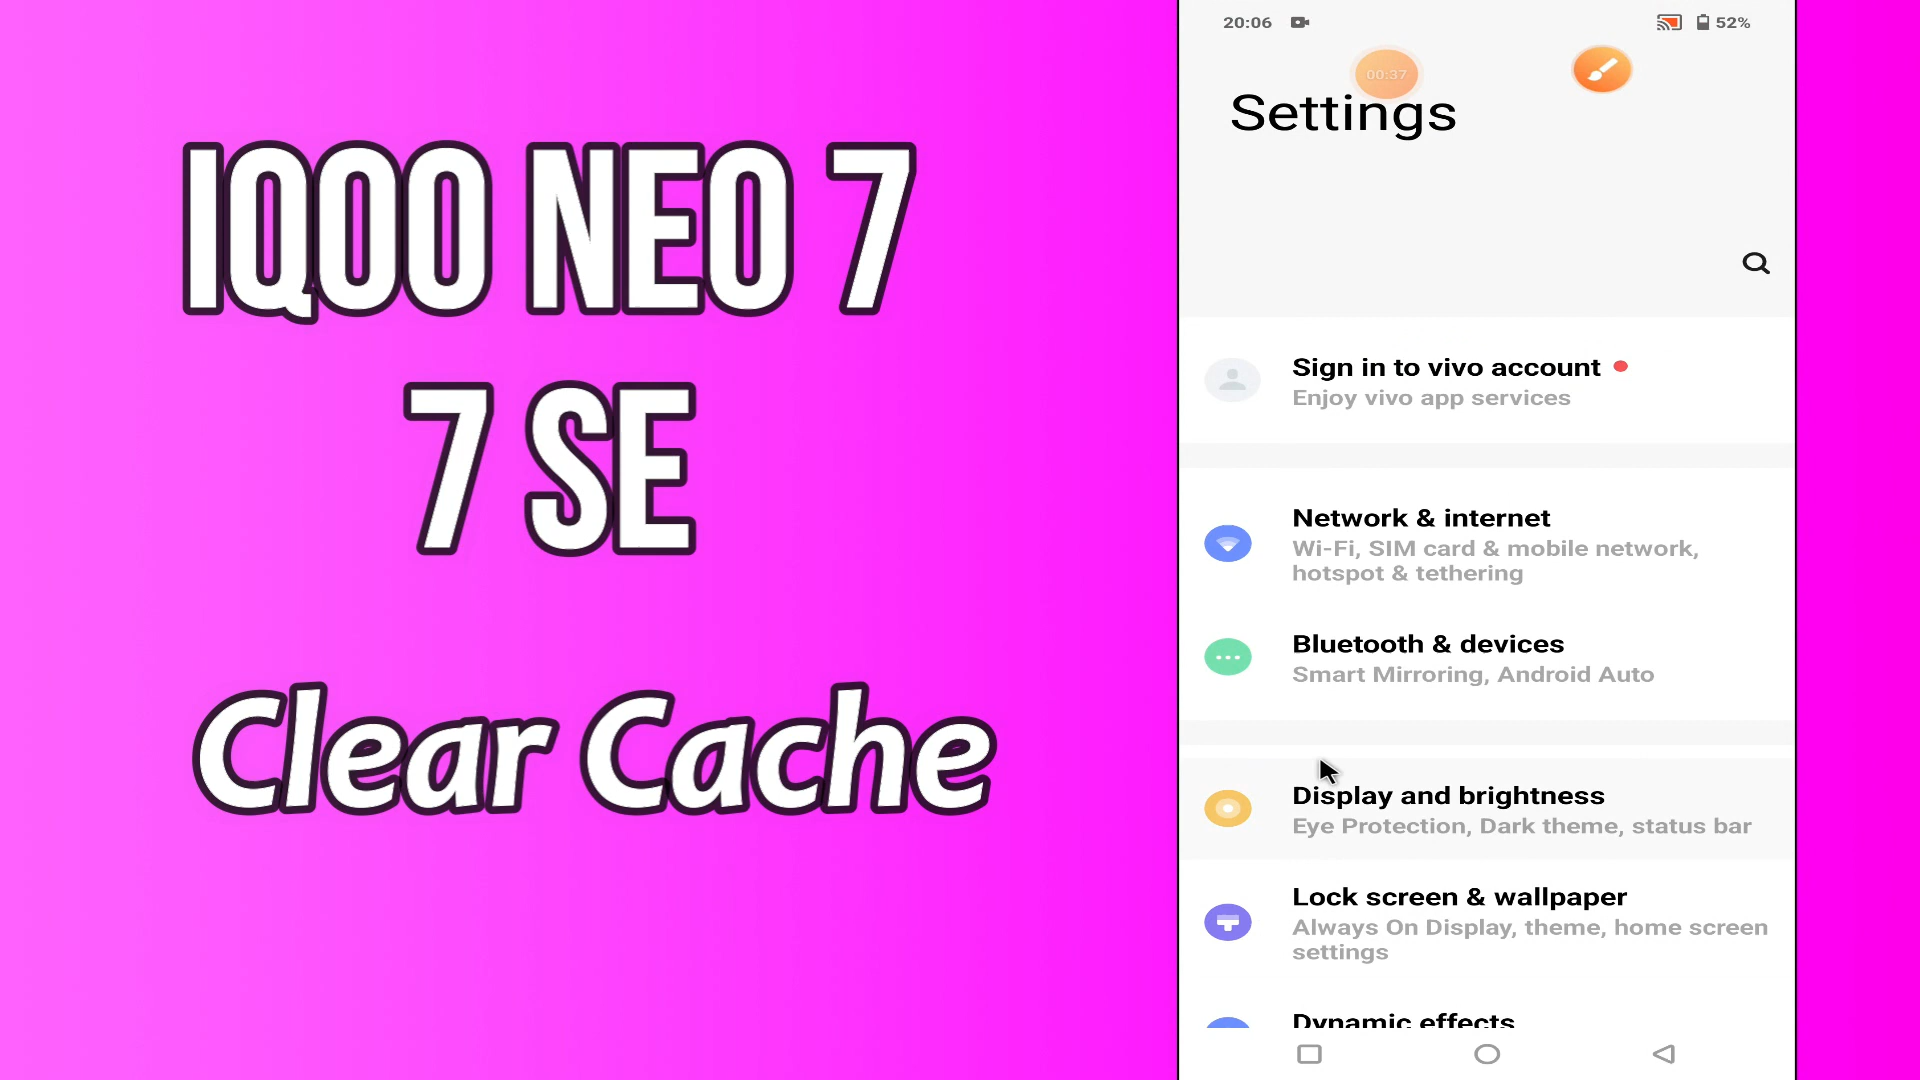 IQOO NEO 7
7 SE
Clear Cache
20:06
52%
00:37
Settings
Sign in to vivo account
Enjoy vivo app services
Network & internet
Wi-Fi, SIM card & mobile network,
hotspot & tethering
Bluetooth & devices
Smart Mirroring, Android Auto
Display and brightness
Eye Protection, Dark theme, status bar
Lock screen & wallpaper
Always On Display, theme, home screen
settings
Dynamic effects